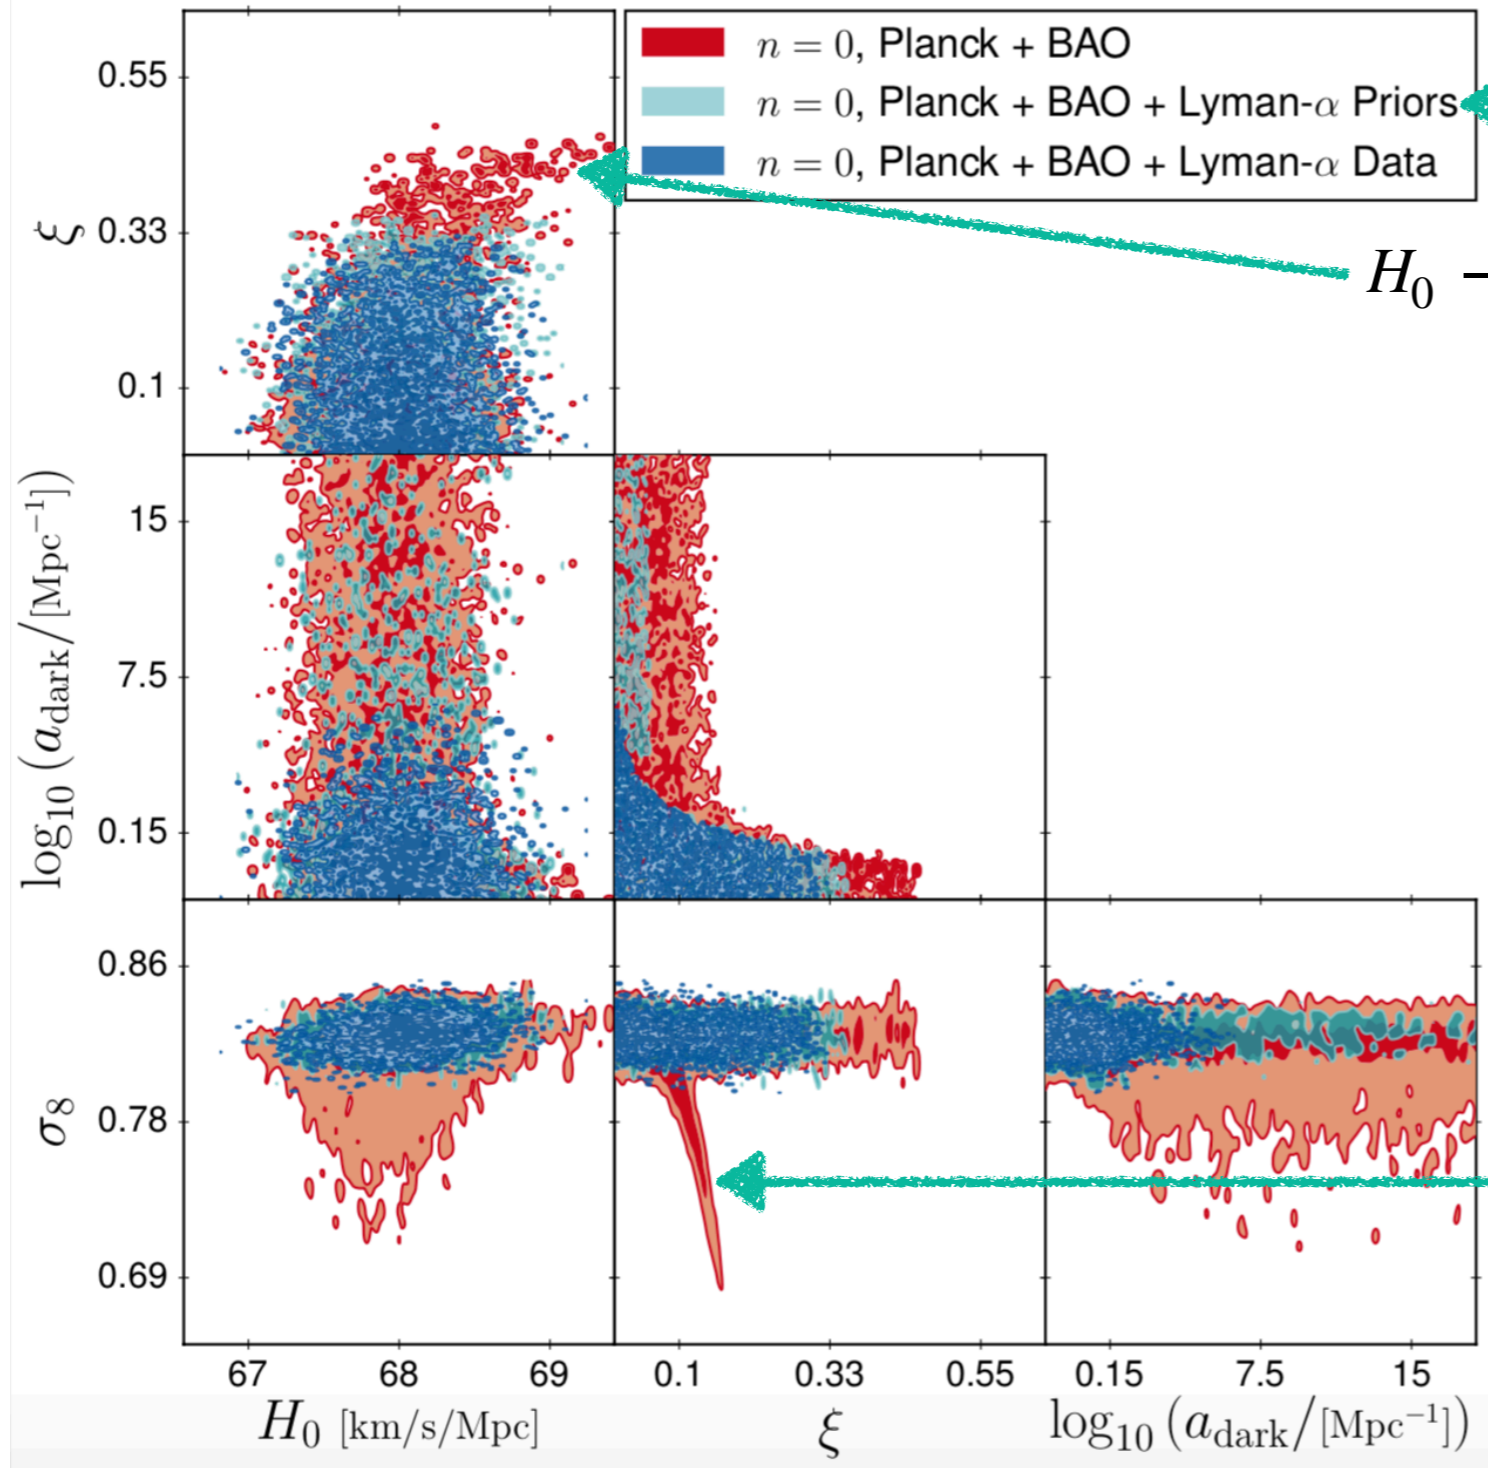 n = 0, Planck + BAO
n = 0, Planck + BAO + Lyman-α Priors
n = 0, Planck + BAO + Lyman-α Data
H₀ –
ξ
0.55
0.33
0.1
log₁₀ (a_dark/[Mpc⁻¹])
15
7.5
0.15
σ₈
0.86
0.78
0.69
67 68 69 0.1 0.33 0.55 0.15 7.5 15
H₀ [km/s/Mpc] ξ log₁₀ (a_dark/[Mpc⁻¹])